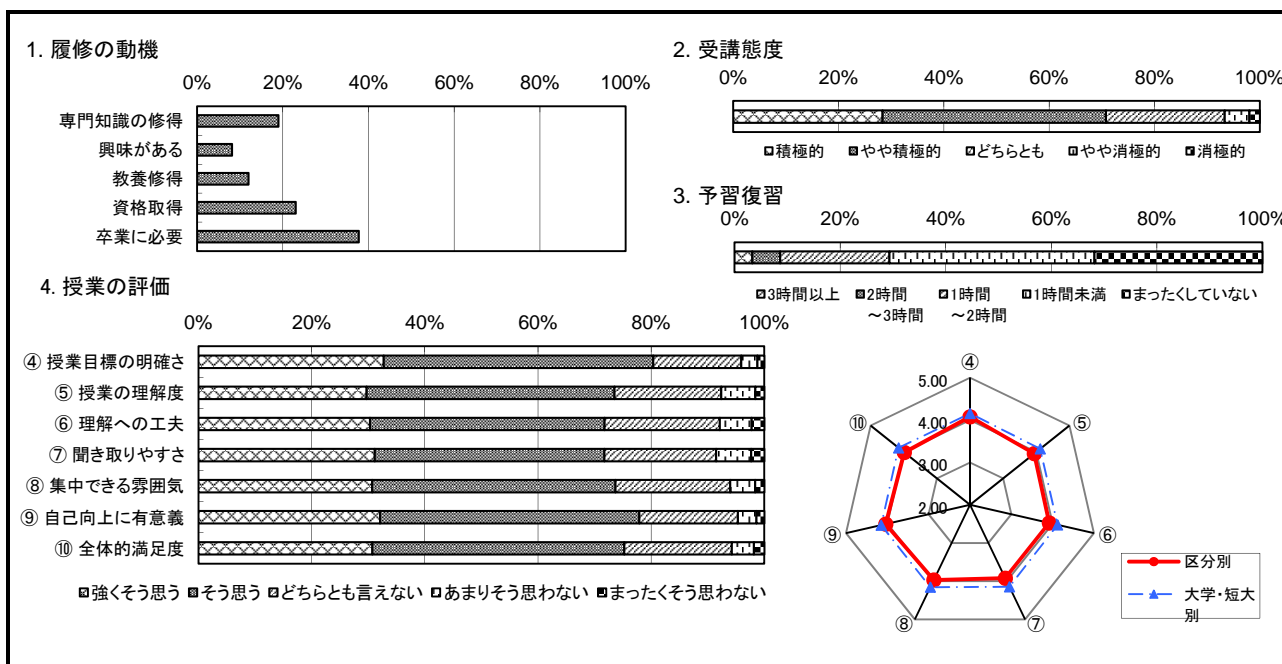 1. 履修の動機
0% 20% 40% 60% 80% 100%
専門知識の修得
興味がある
教養修得
資格取得
卒業に必要
2. 受講態度
0% 20% 40% 60% 80% 100%
積極的 やや積極的 どちらとも やや消極的 消極的
3. 予習復習
0% 20% 40% 60% 80% 100%
3時間以上 2時間～3時間 1時間～2時間 1時間未満 まったくしていない
4. 授業の評価
0% 20% 40% 60% 80% 100%
④ 授業目標の明確さ
⑤ 授業の理解度
⑥ 理解への工夫
⑦ 聞き取りやすさ
⑧ 集中できる雰囲気
⑨ 自己向上に有意義
⑩ 全体的満足度
強くそう思う そう思う どちらとも言えない あまりそう思わない まったくそう思わない
5.00
4.00
3.00
2.00
④
⑤
⑥
⑦
⑧
⑨
⑩
区分別
大学・短大
別